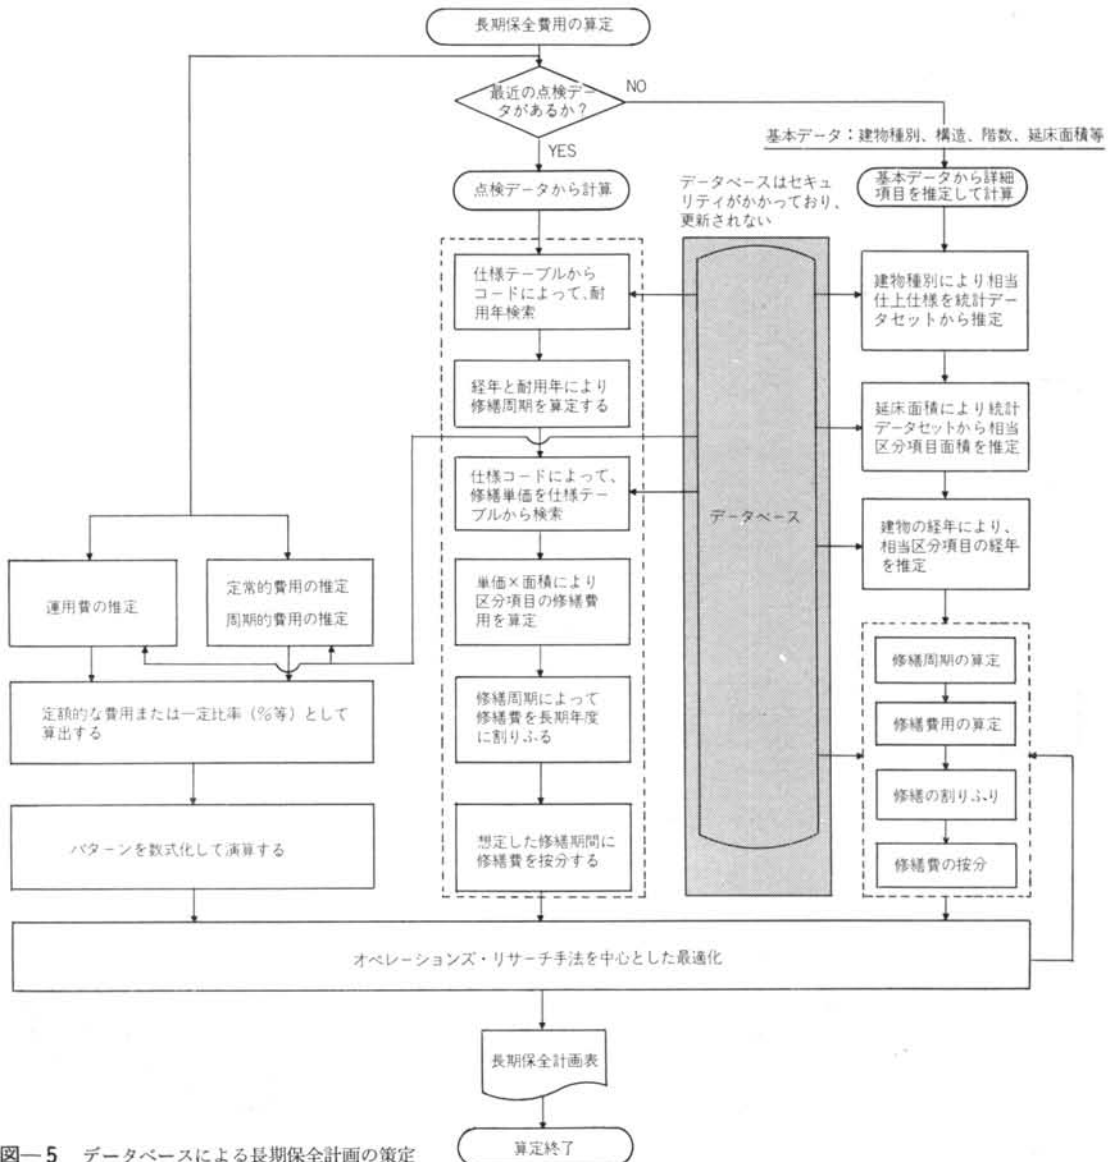 長期保全費用の算定
最近の点検デー
タがあるか？
NO
YES
基本データ：建物種別、構造、階数、延床面積等
点検データから計算
データベースはセキュ
リティがかかっており、
更新されない
基本データから詳細
項目を推定して計算
仕様テーブルから
コードによって、耐
用年検索
経年と耐用年により
修繕周期を算定する
仕様コードによって、
修繕単価を仕様テー
ブルから検索
単価×面積により
区分項目の修繕費
用を算定
修繕周期によって
修繕費を長期年度
に割りふる
想定した修繕期間に
修繕費を按分する
データベース
建物種別により相当
仕上仕様を統計デー
タセットから推定
延床面積により統計
データセットから相当
区分項目面積を推定
建物の経年により、
相当区分項目の経年
を推定
修繕周期の算定
修繕費用の算定
修繕の割りふり
修繕費の按分
運用費の推定
定常的費用の推定
周期的費用の推定
定額的な費用または一定比率（％等）として
算出する
パターンを数式化して演算する
オペレーションズ・リサーチ手法を中心とした最適化
長期保全計画表
算定終了
図―5　データベースによる長期保全計画の策定